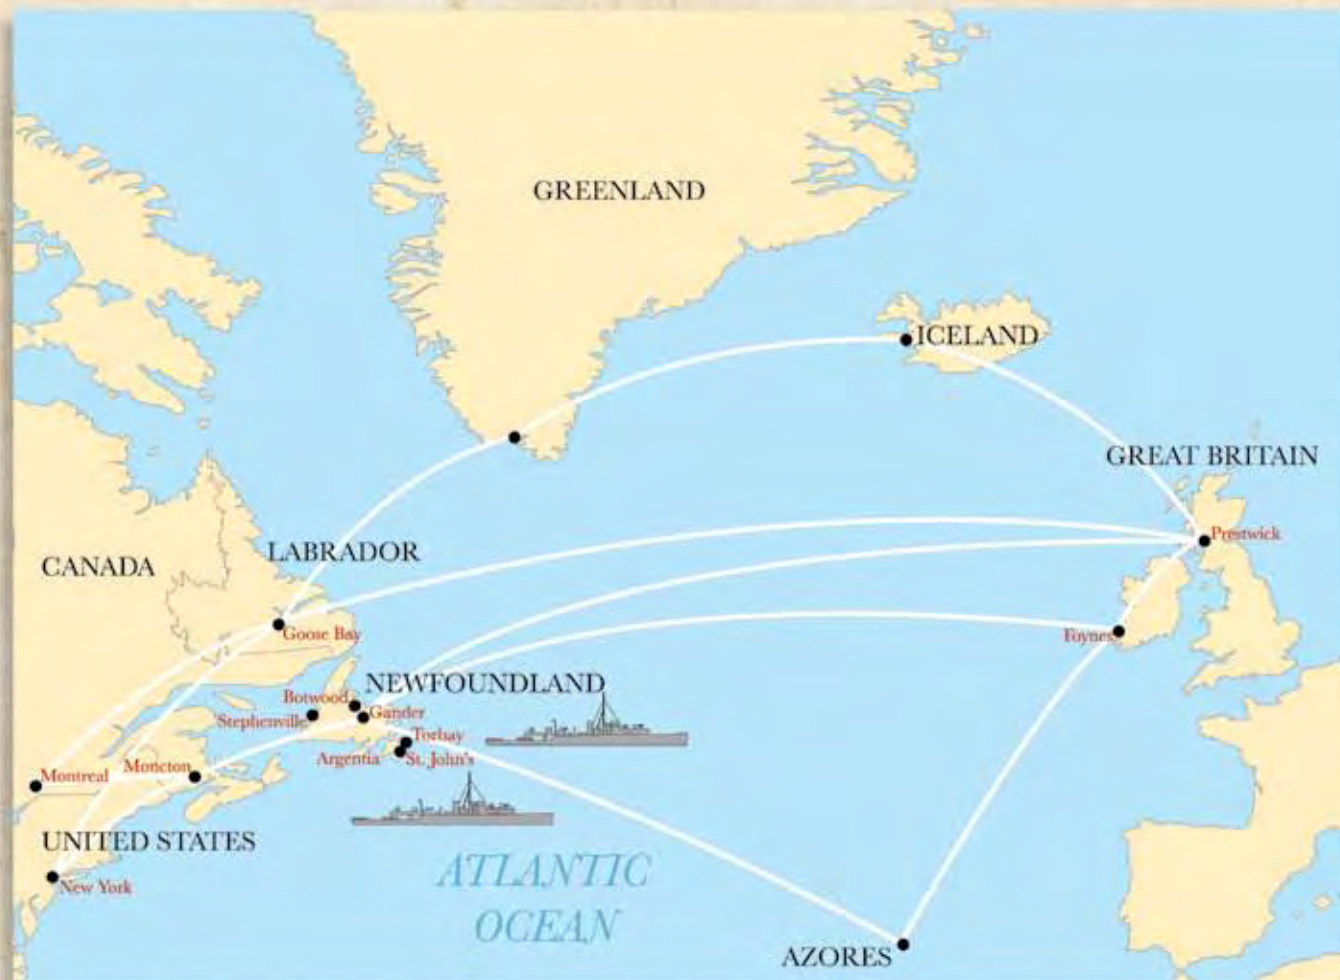 GREENLAND
ICELAND
GREAT BRITAIN
Prestwick
LABRADOR
CANADA
Goose Bay
Foynes
NEWFOUNDLAND
Botwood
Gander
Stephenville
Torbay
Argentia
St. John's
Moncton
Montreal
UNITED STATES
New York
ATLANTIC
OCEAN
AZORES